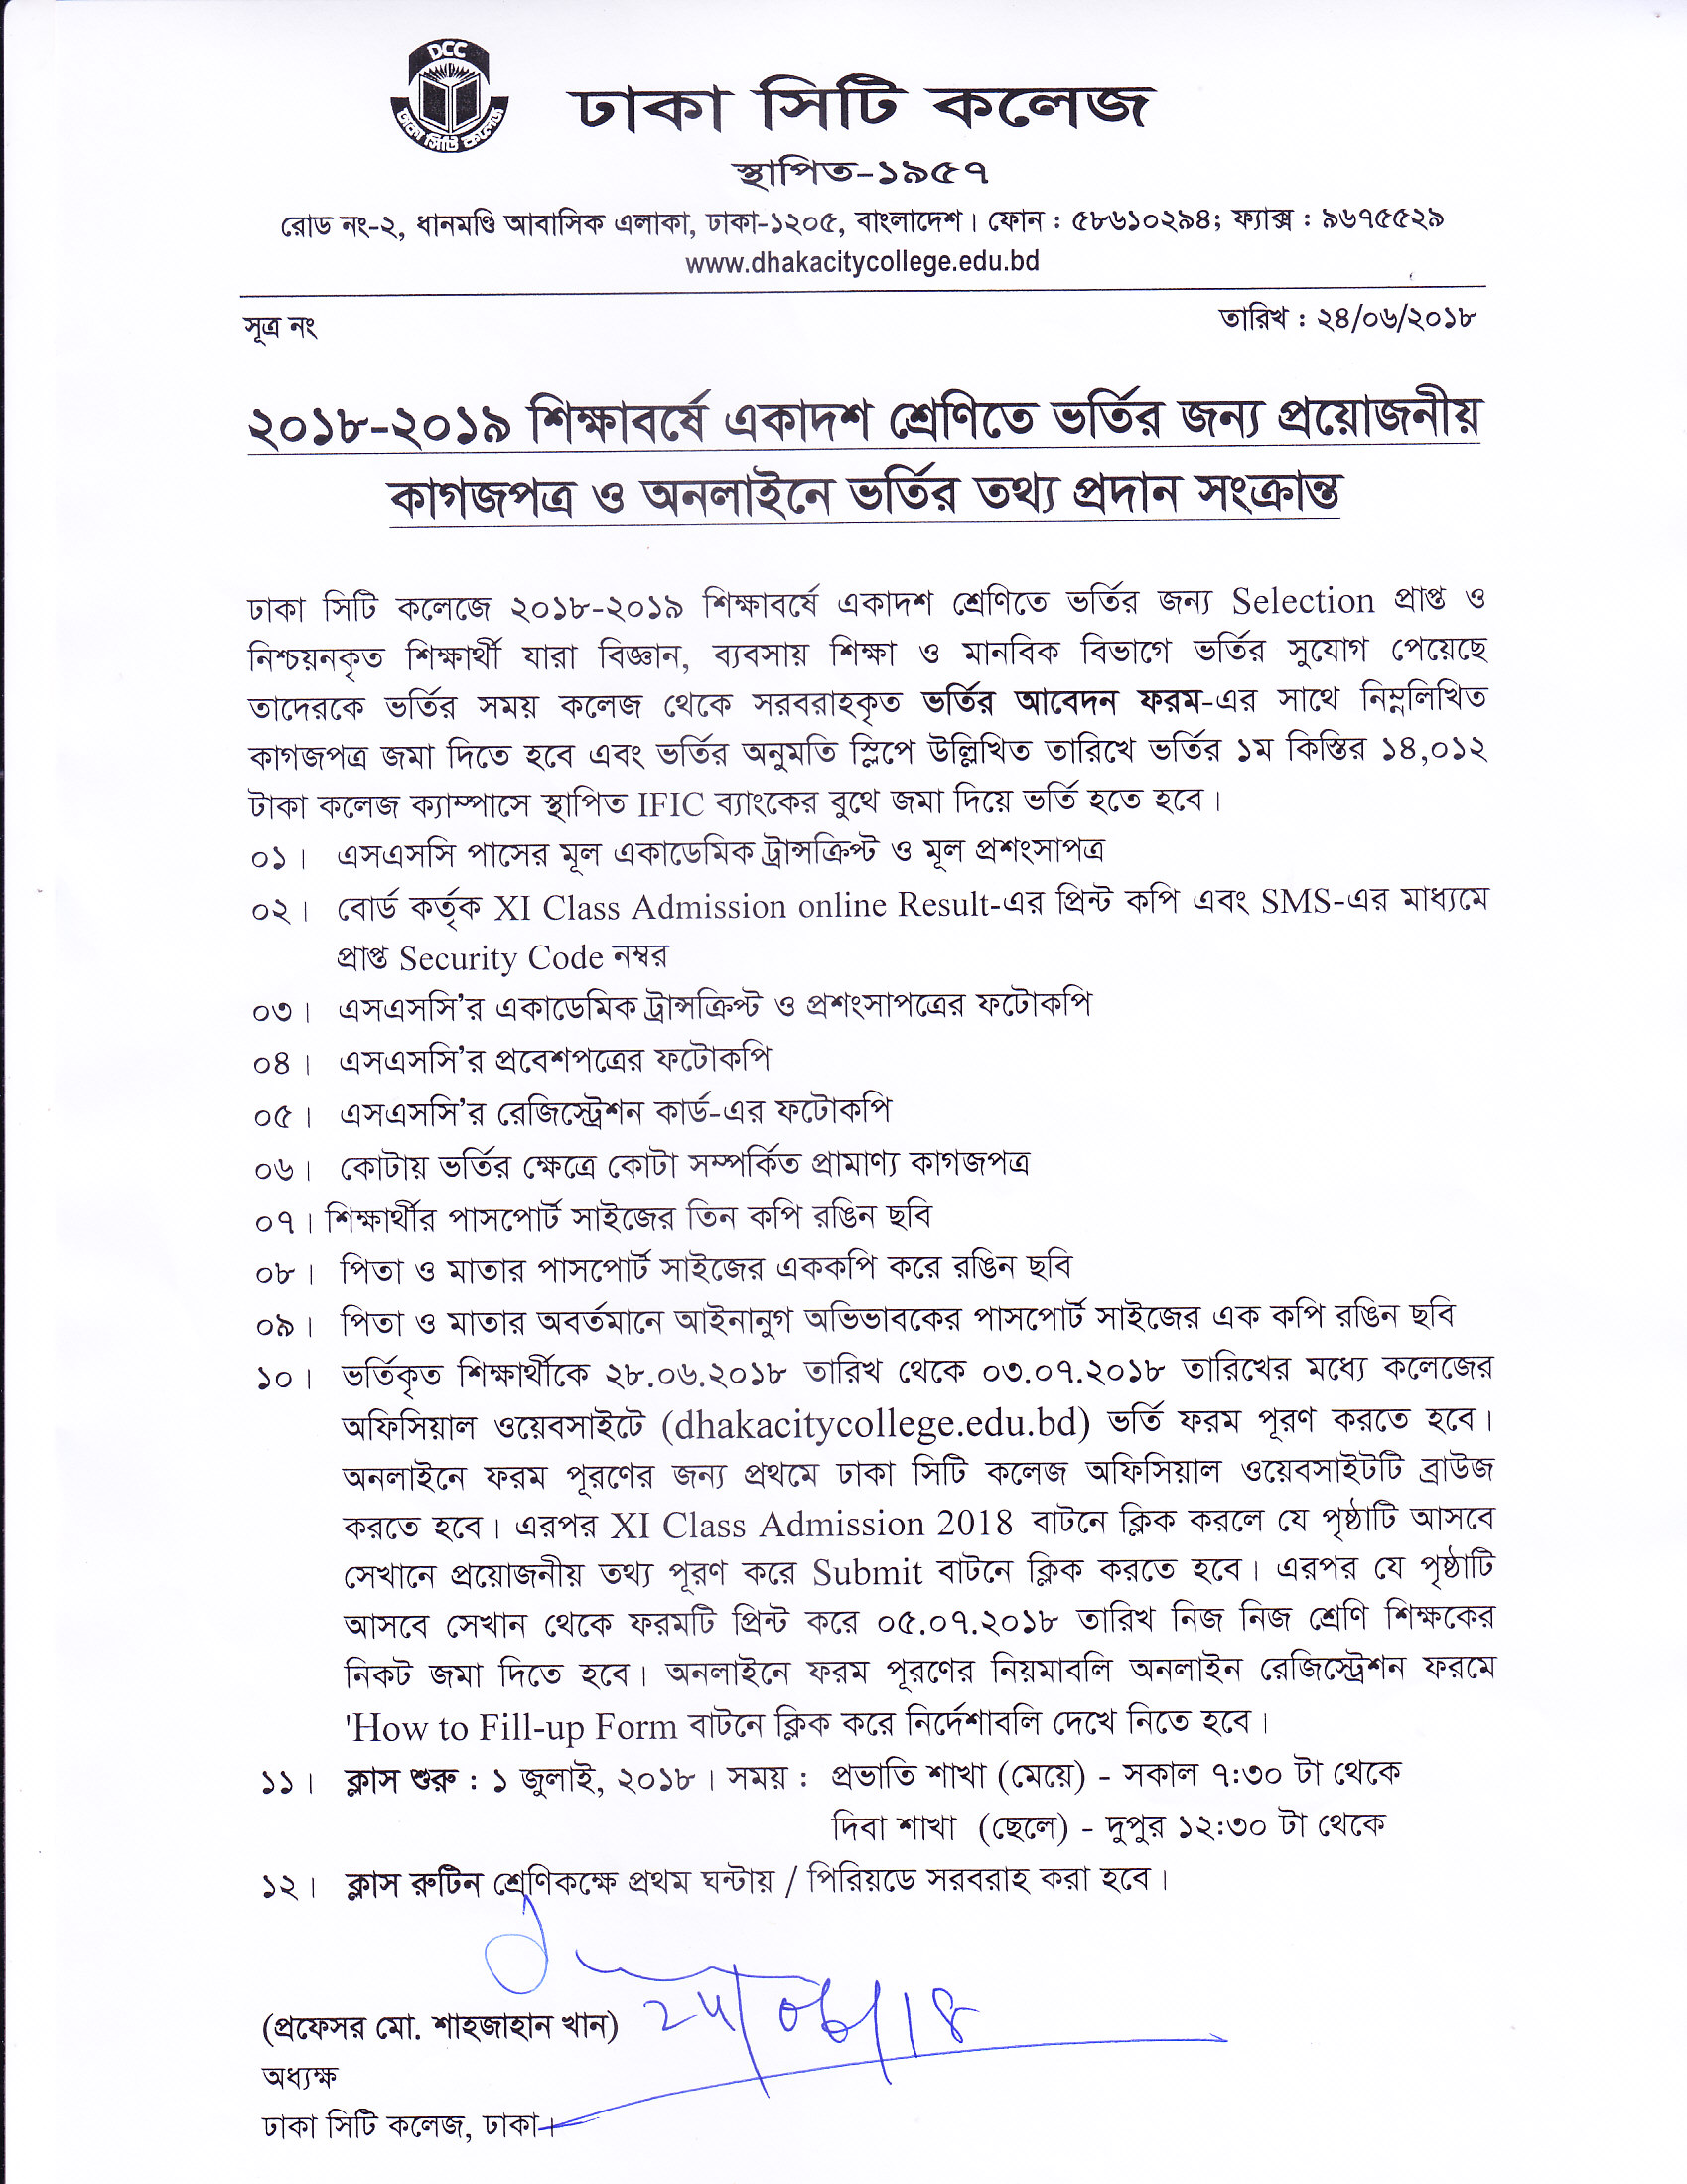 DCC
ঢাকা সিটি কলেজ
ঢাকা সিটি কলেজ
স্থাপিত-১৯৫৭
রোড নং-২, ধানমণ্ডি আবাসিক এলাকা, ঢাকা-১২০৫, বাংলাদেশ। ফোন : ৫৮৬১০২৯৪; ফ্যাক্স : ৯৬৭৫৫২৯
www.dhakacitycollege.edu.bd
সূত্র নং
তারিখ : ২৪/০৬/২০১৮
২০১৮-২০১৯ শিক্ষাবর্ষে একাদশ শ্রেণিতে ভর্তির জন্য প্রয়োজনীয়
কাগজপত্র ও অনলাইনে ভর্তির তথ্য প্রদান সংক্রান্ত
ঢাকা সিটি কলেজে ২০১৮-২০১৯ শিক্ষাবর্ষে একাদশ শ্রেণিতে ভর্তির জন্য Selection প্রাপ্ত ও
নিশ্চয়নকৃত শিক্ষার্থী যারা বিজ্ঞান, ব্যবসায় শিক্ষা ও মানবিক বিভাগে ভর্তির সুযোগ পেয়েছে
তাদেরকে ভর্তির সময় কলেজ থেকে সরবরাহকৃত ভর্তির আবেদন ফরম-এর সাথে নিম্নলিখিত
কাগজপত্র জমা দিতে হবে এবং ভর্তির অনুমতি স্লিপে উল্লিখিত তারিখে ভর্তির ১ম কিস্তির ১৪,০১২
টাকা কলেজ ক্যাম্পাসে স্থাপিত IFIC ব্যাংকের বুথে জমা দিয়ে ভর্তি হতে হবে।
০১। এসএসসি পাসের মূল একাডেমিক ট্রান্সক্রিপ্ট ও মূল প্রশংসাপত্র
০২। বোর্ড কর্তৃক XI Class Admission online Result-এর প্রিন্ট কপি এবং SMS-এর মাধ্যমে
প্রাপ্ত Security Code নম্বর
০৩। এসএসসি’র একাডেমিক ট্রান্সক্রিপ্ট ও প্রশংসাপত্রের ফটোকপি
০৪। এসএসসি’র প্রবেশপত্রের ফটোকপি
০৫। এসএসসি’র রেজিস্ট্রেশন কার্ড-এর ফটোকপি
০৬। কোটায় ভর্তির ক্ষেত্রে কোটা সম্পর্কিত প্রামাণ্য কাগজপত্র
০৭। শিক্ষার্থীর পাসপোর্ট সাইজের তিন কপি রঙিন ছবি
০৮। পিতা ও মাতার পাসপোর্ট সাইজের এককপি করে রঙিন ছবি
০৯। পিতা ও মাতার অবর্তমানে আইনানুগ অভিভাবকের পাসপোর্ট সাইজের এক কপি রঙিন ছবি
১০। ভর্তিকৃত শিক্ষার্থীকে ২৮.০৬.২০১৮ তারিখ থেকে ০৩.০৭.২০১৮ তারিখের মধ্যে কলেজের
অফিসিয়াল ওয়েবসাইটে (dhakacitycollege.edu.bd) ভর্তি ফরম পূরণ করতে হবে।
অনলাইনে ফরম পূরণের জন্য প্রথমে ঢাকা সিটি কলেজ অফিসিয়াল ওয়েবসাইটটি ব্রাউজ
করতে হবে। এরপর XI Class Admission 2018 বাটনে ক্লিক করলে যে পৃষ্ঠাটি আসবে
সেখানে প্রয়োজনীয় তথ্য পূরণ করে Submit বাটনে ক্লিক করতে হবে। এরপর যে পৃষ্ঠাটি
আসবে সেখান থেকে ফরমটি প্রিন্ট করে ০৫.০৭.২০১৮ তারিখ নিজ নিজ শ্রেণি শিক্ষকের
নিকট জমা দিতে হবে। অনলাইনে ফরম পূরণের নিয়মাবলি অনলাইন রেজিস্ট্রেশন ফরমে
'How to Fill-up Form বাটনে ক্লিক করে নির্দেশাবলি দেখে নিতে হবে।
১১। ক্লাস শুরু : ১ জুলাই, ২০১৮। সময় : প্রভাতি শাখা (মেয়ে) - সকাল ৭:৩০ টা থেকে
দিবা শাখা (ছেলে) - দুপুর ১২:৩০ টা থেকে
১২। ক্লাস রুটিন শ্রেণিকক্ষে প্রথম ঘন্টায় / পিরিয়ডে সরবরাহ করা হবে।
(প্রফেসর মো. শাহজাহান খান)
অধ্যক্ষ
ঢাকা সিটি কলেজ, ঢাকা।